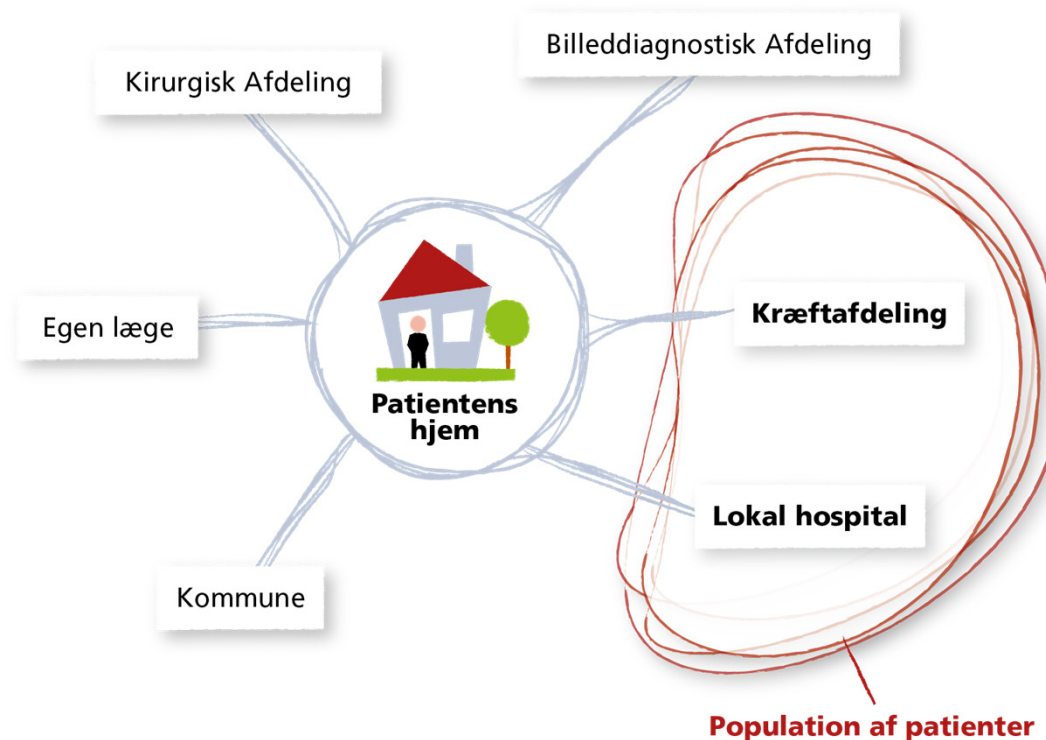 Billeddiagnostisk Afdeling
Kirurgisk Afdeling
Egen læge
Kræftafdeling
Patientens
hjem
Lokal hospital
Kommune
Population af patienter